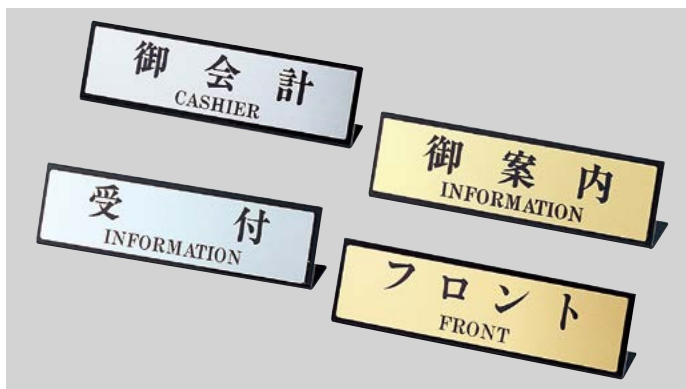 御会計
CASHIER
御案内
INFORMATION
受付
INFORMATION
フロント
FRONT